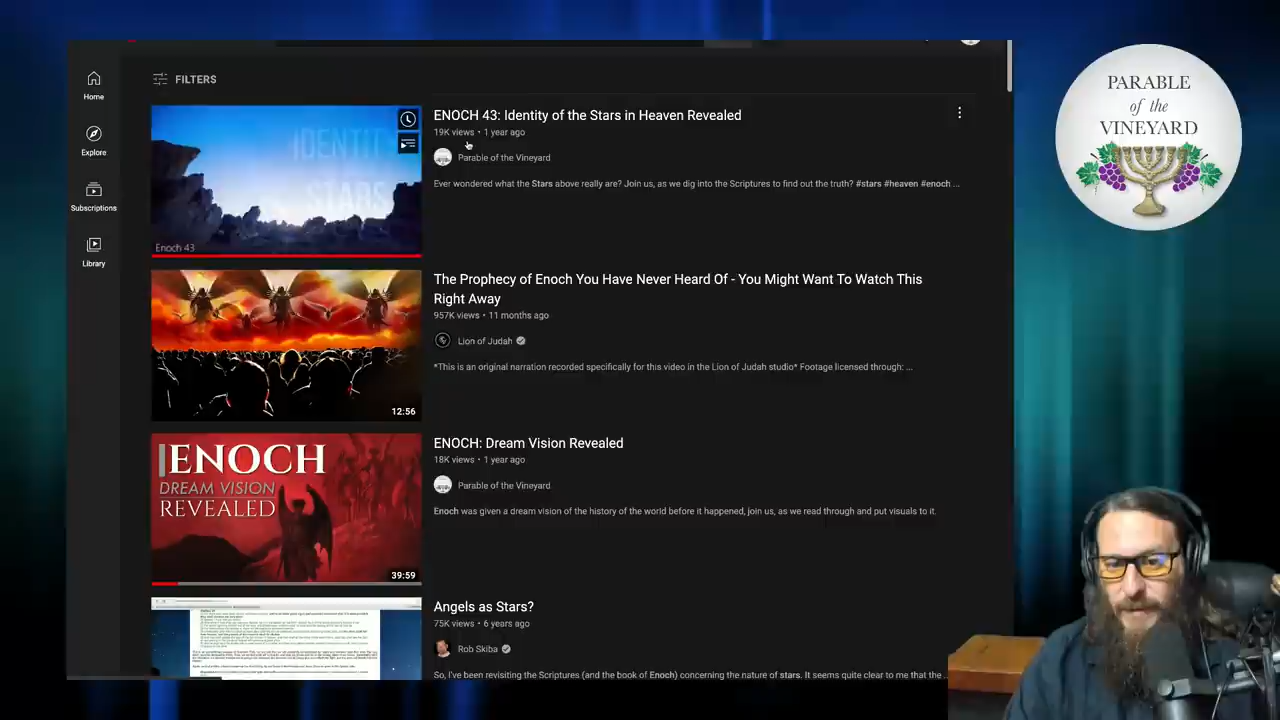 FILTERS
Home
Explore
Subscriptions
Library
IDENTIT
STARS
Enoch 43
ENOCH 43: Identity of the Stars in Heaven Revealed
19K views • 1 year ago
Parable of the Vineyard
Ever wondered what the Stars above really are? Join us, as we dig into the Scriptures to find out the truth? #stars #heaven #enoch ...
12:56
The Prophecy of Enoch You Have Never Heard Of - You Might Want To Watch This
Right Away
957K views • 11 months ago
Lion of Judah
*This is an original narration recorded specifically for this video in the Lion of Judah studio* Footage licensed through: ...
ENOCH
DREAM VISION
REVEALED
39:59
ENOCH: Dream Vision Revealed
18K views • 1 year ago
Parable of the Vineyard
Enoch was given a dream vision of the history of the world before it happened, join us, as we read through and put visuals to it.
Angels as Stars?
75K views • 6 years ago
Rob Skiba
So, I've been revisiting the Scriptures (and the book of Enoch) concerning the nature of stars. It seems quite clear to me that the ...
PARABLE
of the
VINEYARD